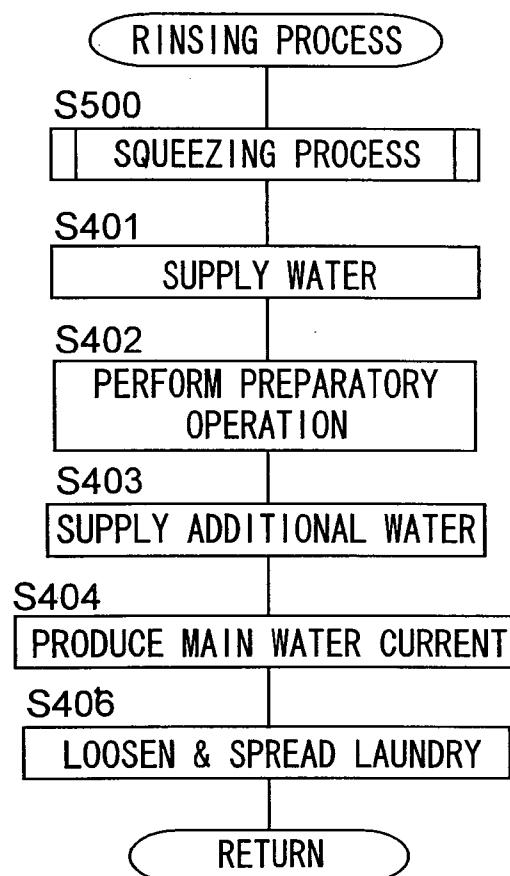 RINSING PROCESS
S500
SQUEEZING PROCESS
S401
SUPPLY WATER
S402
PERFORM PREPARATORY
OPERATION
S403
SUPPLY ADDITIONAL WATER
S404
PRODUCE MAIN WATER CURRENT
S406
LOOSEN & SPREAD LAUNDRY
RETURN